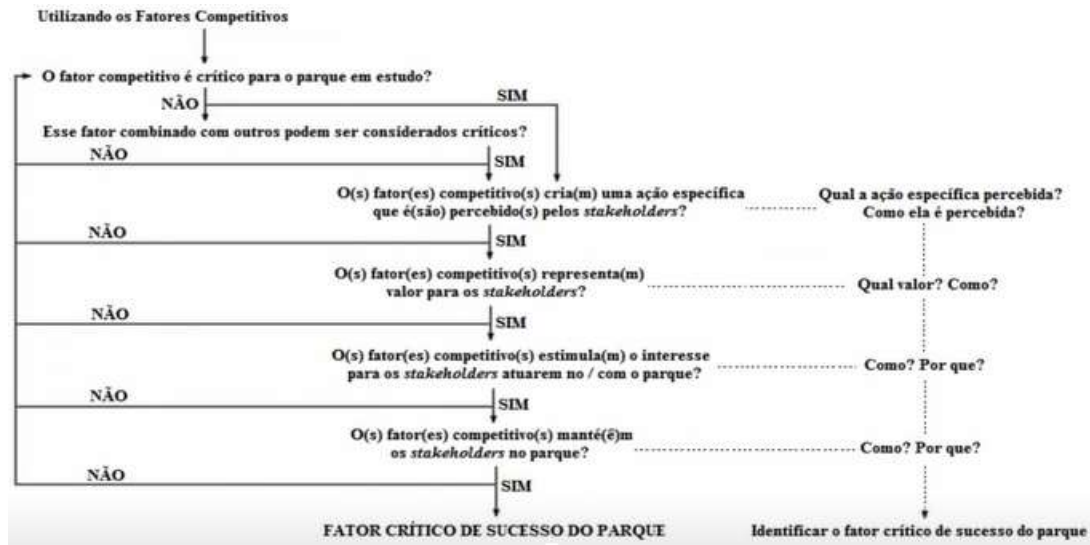 Utilizando os Fatores Competitivos
O fator competitivo é crítico para o parque em estudo?
NÃO
SIM
Esse fator combinado com outros podem ser considerados críticos?
NÃO
SIM
O(s) fator(es) competitivo(s) cria(m) uma ação específica
que é(são) percebido(s) pelos stakeholders?
Qual a ação específica percebida?
Como ela é percebida?
NÃO
SIM
O(s) fator(es) competitivo(s) representa(m)
valor para os stakeholders?
Qual valor? Como?
NÃO
SIM
O(s) fator(es) competitivo(s) estimula(m) o interesse
para os stakeholders atuarem no / com o parque?
Como? Por que?
NÃO
SIM
O(s) fator(es) competitivo(s) manté(ê)m
os stakeholders no parque?
Como? Por que?
NÃO
SIM
FATOR CRÍTICO DE SUCESSO DO PARQUE
Identificar o fator crítico de sucesso do parque